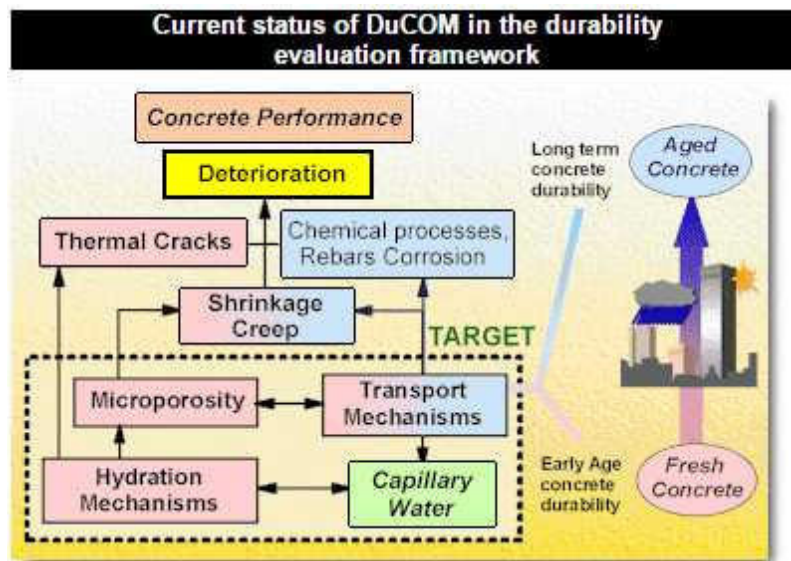 Current status of DuCOM in the durability
evaluation framework
Concrete Performance
Deterioration
Thermal Cracks
Chemical processes,
Rebars Corrosion
Shrinkage
Creep
TARGET
Microporosity
Transport
Mechanisms
Hydration
Mechanisms
Capillary
Water
Long term
concrete
durability
Early Age
concrete
durability
Aged
Concrete
Fresh
Concrete